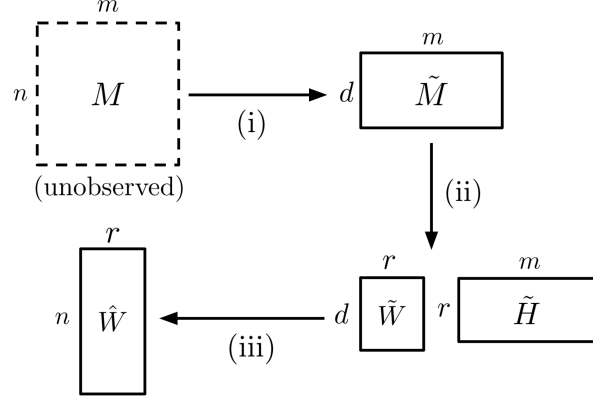 m
n M
(unobserved)
(i)
m
d M̃
(ii)
r
d W̃
m
r H̃
(iii)
r
n Ŵ